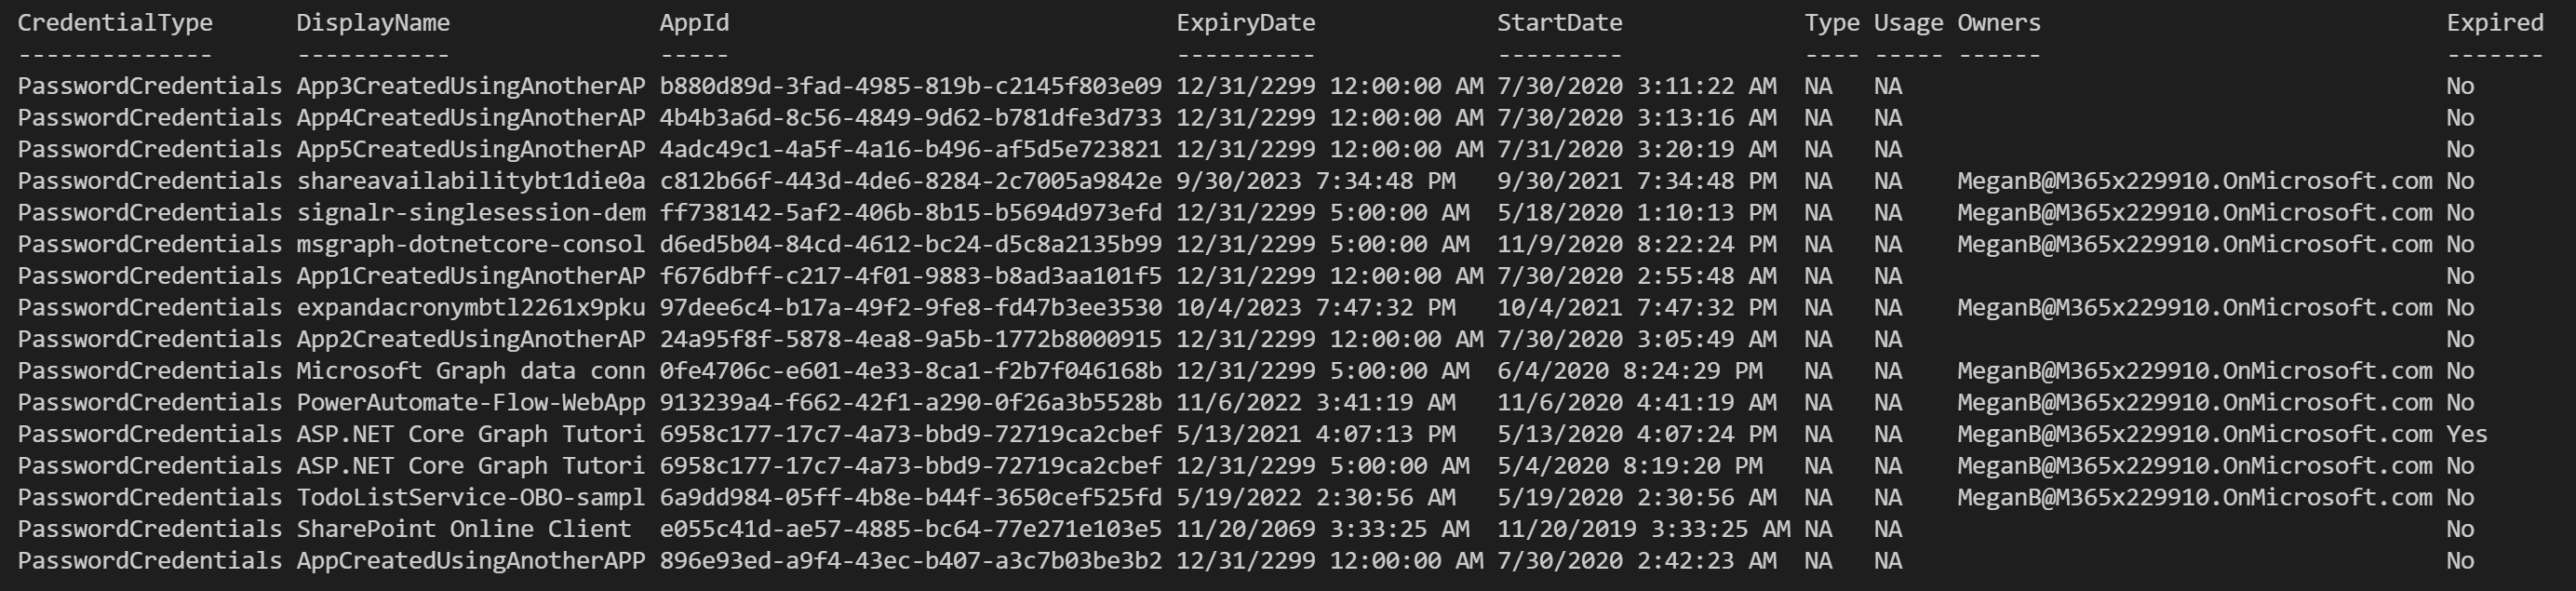 CredentialType DisplayName AppId ExpiryDate StartDate Type Usage Owners Expired
-------------- ----------- ----- ---------- --------- ---- ----- ------ -------
PasswordCredentials App3CreatedUsingAnotherAP b880d89d-3fad-4985-819b-c2145f803e09 12/31/2299 12:00:00 AM 7/30/2020 3:11:22 AM NA NA No
PasswordCredentials App4CreatedUsingAnotherAP 4b4b3a6d-8c56-4849-9d62-b781dfe3d733 12/31/2299 12:00:00 AM 7/30/2020 3:13:16 AM NA NA No
PasswordCredentials App5CreatedUsingAnotherAP 4adc49c1-4a5f-4a16-b496-af5d5e723821 12/31/2299 12:00:00 AM 7/31/2020 3:20:19 AM NA NA No
PasswordCredentials shareavailabilitybt1die0a c812b66f-443d-4de6-8284-2c7005a9842e 9/30/2023 7:34:48 PM 9/30/2021 7:34:48 PM NA NA MeganB@M365x229910.OnMicrosoft.com No
PasswordCredentials signalr-singlesession-dem ff738142-5af2-406b-8b15-b5694d973efd 12/31/2299 5:00:00 AM 5/18/2020 1:10:13 PM NA NA MeganB@M365x229910.OnMicrosoft.com No
PasswordCredentials msgraph-dotnetcore-consol d6ed5b04-84cd-4612-bc24-d5c8a2135b99 12/31/2299 5:00:00 AM 11/9/2020 8:22:24 PM NA NA MeganB@M365x229910.OnMicrosoft.com No
PasswordCredentials App1CreatedUsingAnotherAP f676dbff-c217-4f01-9883-b8ad3aa101f5 12/31/2299 12:00:00 AM 7/30/2020 2:55:48 AM NA NA No
PasswordCredentials expandacronymbtl2261x9pku 97dee6c4-b17a-49f2-9fe8-fd47b3ee3530 10/4/2023 7:47:32 PM 10/4/2021 7:47:32 PM NA NA MeganB@M365x229910.OnMicrosoft.com No
PasswordCredentials App2CreatedUsingAnotherAP 24a95f8f-5878-4ea8-9a5b-1772b8000915 12/31/2299 12:00:00 AM 7/30/2020 3:05:49 AM NA NA No
PasswordCredentials Microsoft Graph data conn 0fe4706c-e601-4e33-8ca1-f2b7f046168b 12/31/2299 5:00:00 AM 6/4/2020 8:24:29 PM NA NA MeganB@M365x229910.OnMicrosoft.com No
PasswordCredentials PowerAutomate-Flow-WebApp 913239a4-f662-42f1-a290-0f26a3b5528b 11/6/2022 3:41:19 AM 11/6/2020 4:41:19 AM NA NA MeganB@M365x229910.OnMicrosoft.com No
PasswordCredentials ASP.NET Core Graph Tutori 6958c177-17c7-4a73-bbd9-72719ca2cbef 5/13/2021 4:07:13 PM 5/13/2020 4:07:24 PM NA NA MeganB@M365x229910.OnMicrosoft.com Yes
PasswordCredentials ASP.NET Core Graph Tutori 6958c177-17c7-4a73-bbd9-72719ca2cbef 12/31/2299 5:00:00 AM 5/4/2020 8:19:20 PM NA NA MeganB@M365x229910.OnMicrosoft.com No
PasswordCredentials TodoListService-OBO-sampl 6a9dd984-05ff-4b8e-b44f-3650cef525fd 5/19/2022 2:30:56 AM 5/19/2020 2:30:56 AM NA NA MeganB@M365x229910.OnMicrosoft.com No
PasswordCredentials SharePoint Online Client e055c41d-ae57-4885-bc64-77e271e103e5 11/20/2069 3:33:25 AM 11/20/2019 3:33:25 AM NA NA No
PasswordCredentials AppCreatedUsingAnotherAPP 896e93ed-a9f4-43ec-b407-a3c7b03be3b2 12/31/2299 12:00:00 AM 7/30/2020 2:42:23 AM NA NA No